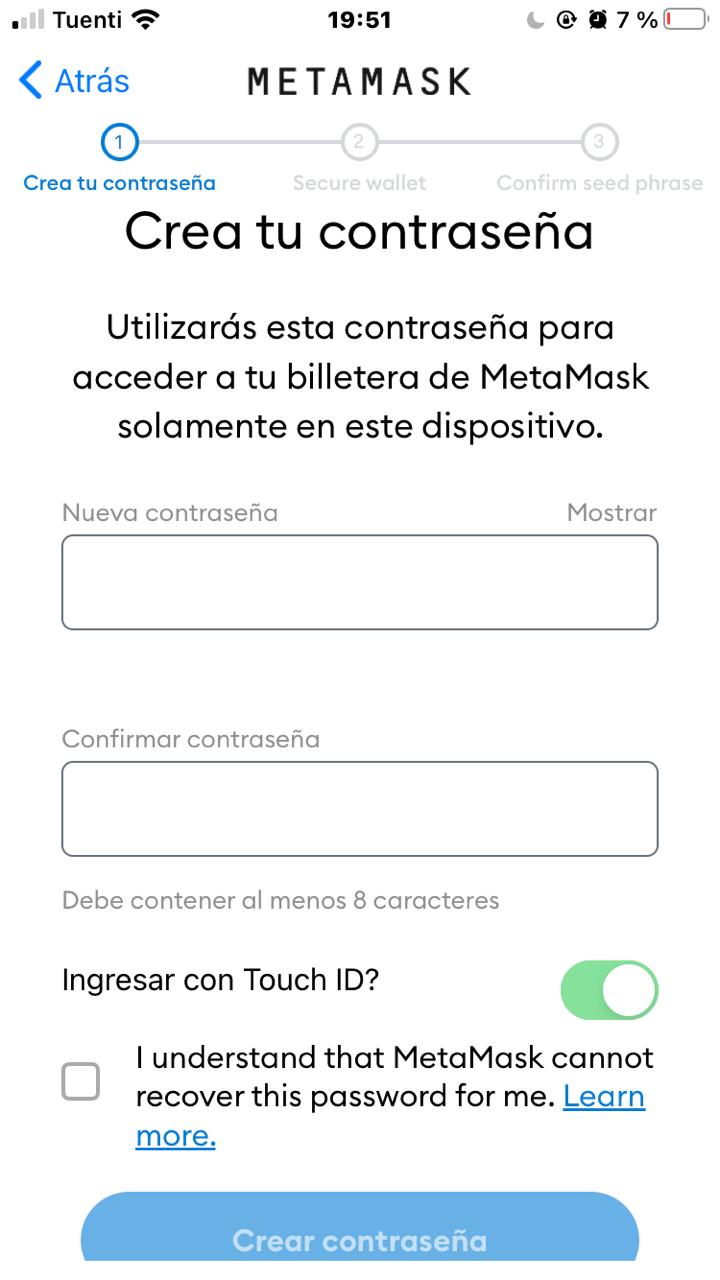 Tuenti 19:51 7 %
Atrás METAMASK
1 2 3
Crea tu contraseña Secure wallet Confirm seed phrase
Crea tu contraseña
Utilizarás esta contraseña para
acceder a tu billetera de MetaMask
solamente en este dispositivo.
Nueva contraseña Mostrar
Confirmar contraseña
Debe contener al menos 8 caracteres
Ingresar con Touch ID?
I understand that MetaMask cannot
recover this password for me. Learn
more.
Crear contraseña